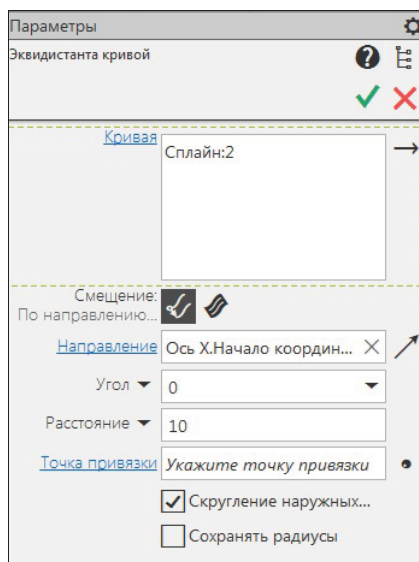 Параметры
Эквидистанта кривой
Кривая
Сплайн:2
Смещение:
По направлению...
Направление Ось X.Начало координ...
Угол 0
Расстояние 10
Точка привязки Укажите точку привязки
Скругление наружных...
Сохранять радиусы